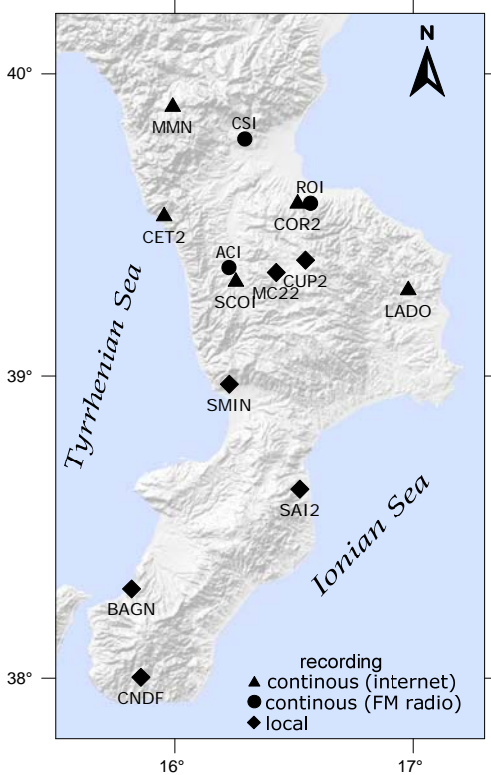 N
40°
MMN
CSI
ROI
COR2
CET2
ACI
CUP2
MC22
SCOI
LADO
Tyrrhenian Sea
39°
SMIN
SAI2
Ionian Sea
BAGN
38°
CNDF
recording
continous (internet)
continous (FM radio)
local
16°
17°